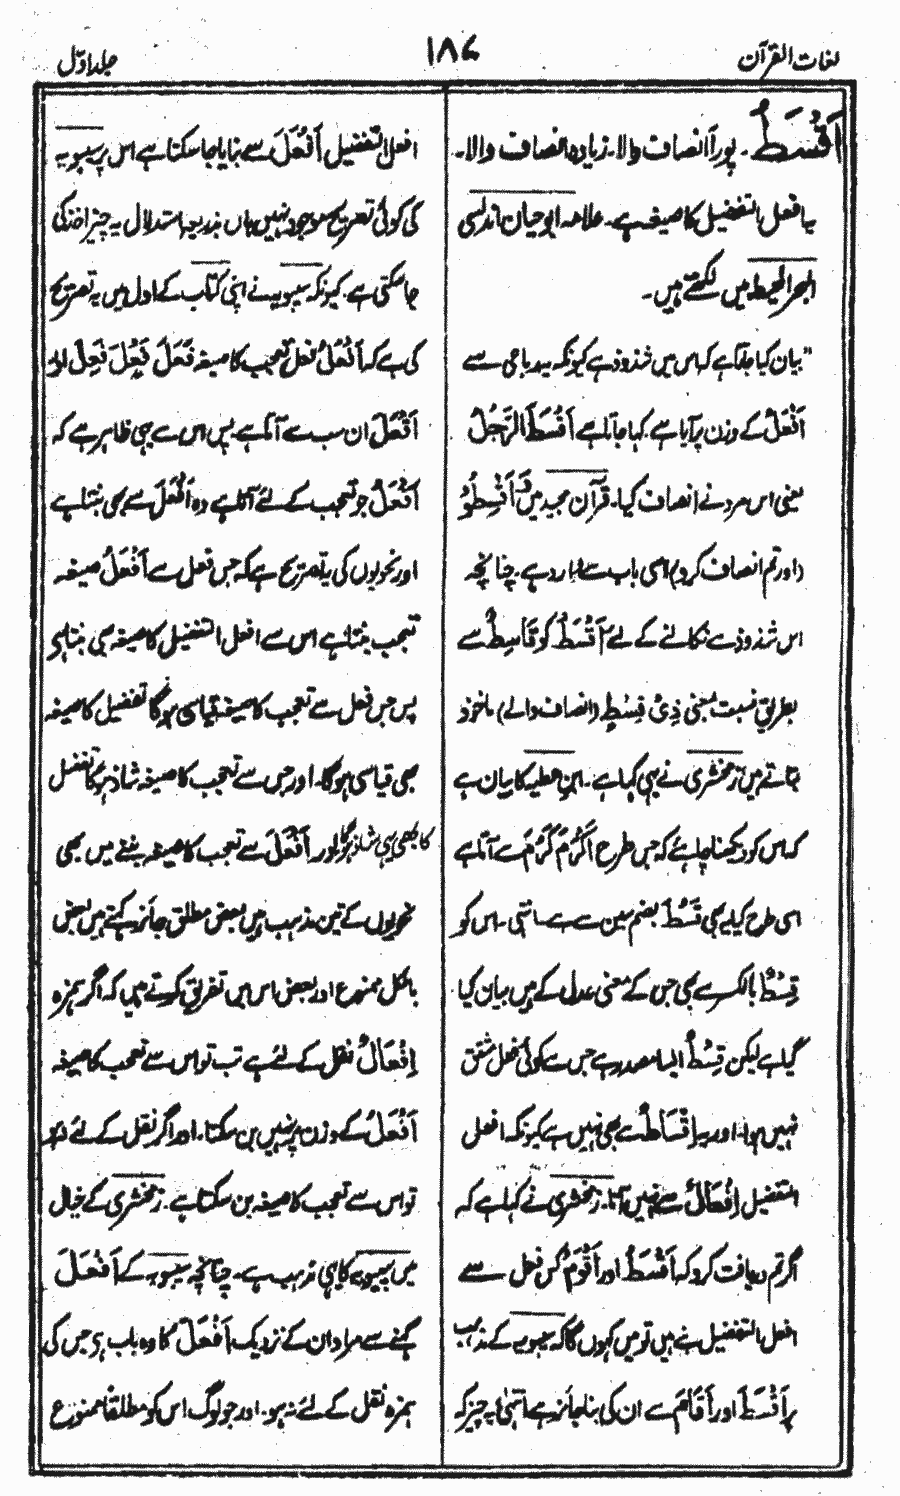 لغات القرآن
۱۸۶
جلد اوّل
اَقْسَطُ۔ پورا انصاف والا۔ زیادہ انصاف والا۔
یہ افعل التفضیل کا صیغہ ہے۔ علامہ ابو حیان اندلسی
البحر المحیط میں لکھتے ہیں۔
"بیان کیا جاتا ہے کہ اس میں شذوذ ہے کیونکہ یہ رباعی سے
اَفْعَلُ کے وزن پر آیا ہے۔ کہا جاتا ہے اَقْسَطَ الرَّجُلُ
یعنی اس مرد نے انصاف کیا۔ قرآن مجید میں وَ اَقْسِطُوْ
(اور تم انصاف کرو) اسی باب سے وارد ہے۔ چنانچہ
اس شذوذ سے نکالنے کے لئے اَقْسَطُ کو قَاسِطٌ سے
بطریق نسبت بمعنی ذِیْ قِسْطٍ (انصاف والے) ماخوذ
بتاتے ہیں زمخشری نے یہی کہا ہے۔ ابن عطیہ کا بیان ہے
کہ اس کو دیکھنا چاہئے کہ جس طرح اَکْرَمَ کَرُمَ سے آتا ہے
اسی طرح کیا یہ بھی قَسُطَ بضم سین سے ہے سانتی۔ اس کو
قِسْطٌ بالکسر سے بھی جس کے معنی عدل کے ہیں بیان کیا
گیا ہے لیکن قِسْطٌ ایسا مصدر ہے جس سے کوئی فعل مشتق
نہیں ہوا۔ اور یہ اِقْسَاطٌ سے بھی نہیں ہے کیونکہ افعل
التفضیل اِفْعَالٌ سے نہیں آتا۔ زمخشری نے کہا ہے کہ
اگر تم دریافت کرو کہ اَقْسَطُ اور اَقْوَمُ کس فعل سے
افعل التفضیل بنے ہیں تو میں کہوں گا کہ سیبویہ کے مذہب
پر اَقْسَطَ اور اَقَامَ سے ان کی بنا جائز ہے انتہیٰ یہ چیز کہ
افعل التفضیل اَفْعَلَ سے بنایا جا سکتا ہے اس پر سیبویہ
کی کوئی تصریح موجود نہیں ہاں بذریعہ استدلال یہ چیز اخذ کی
جا سکتی ہے۔ کیونکہ سیبویہ نے اپنی کتاب کے اول میں یہ تصریح
کی ہے کہ اَفْعَلُ فعل تعجب کا صیغہ فَعَلَ فَعُلَ فَعِلَ اور
اَفْعَلَ ان سب سے آتا ہے پس اس سے یہی ظاہر ہے کہ
اَفْعَلُ جو تعجب کے لئے آتا ہے وہ اَفْعَلَ سے بھی بنتا ہے
اور نحویوں کی یہ تصریح ہے کہ جس فعل سے اَفْعَلُ صیغہ
تعجب بنتا ہے اس سے افعل التفضیل کا صیغہ بھی بنتا ہے
پس جس فعل سے تعجب کا صیغہ قیاسی ہوگا تفضیل کا صیغہ
بھی قیاسی ہوگا۔ اور جس سے تعجب کا صیغہ شاذ ہوگا تفضیل
کا بھی ہی شاذ ہوگا اور اَفْعَلَ سے تعجب کا صیغہ بننے میں بھی
نحویوں کے تین مذہب ہیں بعض مطلق جائز کہتے ہیں بعض
بالکل ممنوع اور بعض اس میں تفریق کرتے ہیں کہ اگر ہمزہ
اِفْعَالٌ نقل کے لئے ہے تب تو اس سے تعجب کا صیغہ
اَفْعَلُ کے وزن پر نہیں بن سکتا۔ اور اگر نقل کے لئے نہیں
تو اس سے تعجب کا صیغہ بن سکتا ہے۔ زمخشری کے خیال
میں سیبویہ کا یہی مذہب ہے۔ چنانچہ سیبویہ کے اَفْعَلَ
کہنے سے مراد ان کے نزدیک اَفْعَلَ کا وہ باب ہے جس کی
ہمزہ نقل کے لئے نہ ہو۔ اور جو لوگ اس کو مطلقاً ممنوع